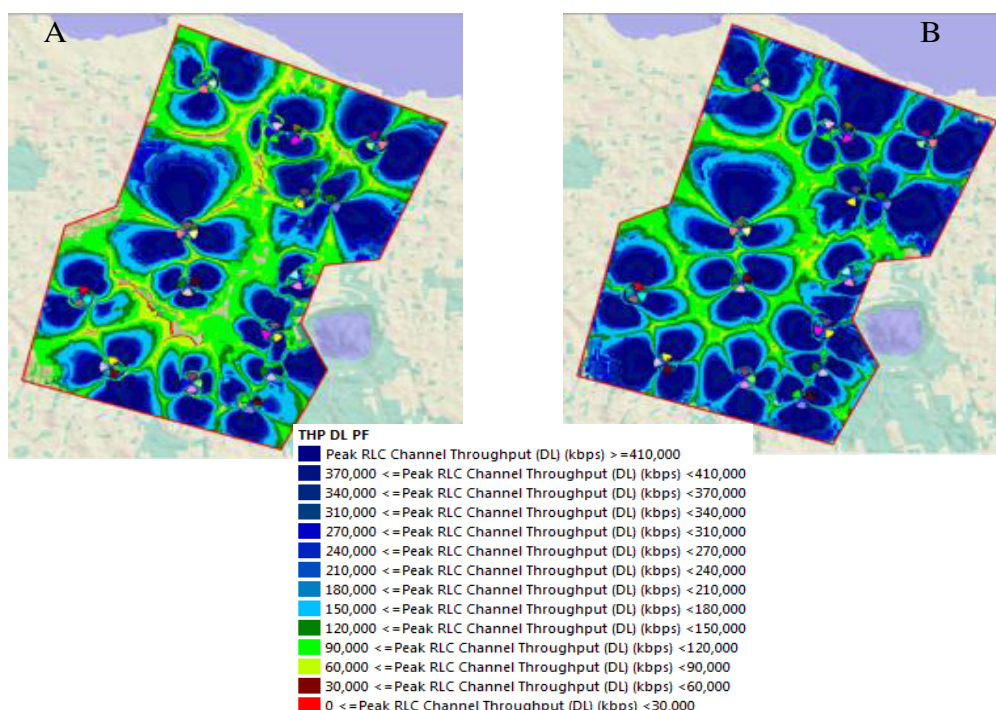 A
B
THP DL PF
Peak RLC Channel Throughput (DL) (kbps) >=410,000
370,000 <=Peak RLC Channel Throughput (DL) (kbps) <410,000
340,000 <=Peak RLC Channel Throughput (DL) (kbps) <370,000
310,000 <=Peak RLC Channel Throughput (DL) (kbps) <340,000
270,000 <=Peak RLC Channel Throughput (DL) (kbps) <310,000
240,000 <=Peak RLC Channel Throughput (DL) (kbps) <270,000
210,000 <=Peak RLC Channel Throughput (DL) (kbps) <240,000
180,000 <=Peak RLC Channel Throughput (DL) (kbps) <210,000
150,000 <=Peak RLC Channel Throughput (DL) (kbps) <180,000
120,000 <=Peak RLC Channel Throughput (DL) (kbps) <150,000
90,000 <=Peak RLC Channel Throughput (DL) (kbps) <120,000
60,000 <=Peak RLC Channel Throughput (DL) (kbps) <90,000
30,000 <=Peak RLC Channel Throughput (DL) (kbps) <60,000
0 <=Peak RLC Channel Throughput (DL) (kbps) <30,000